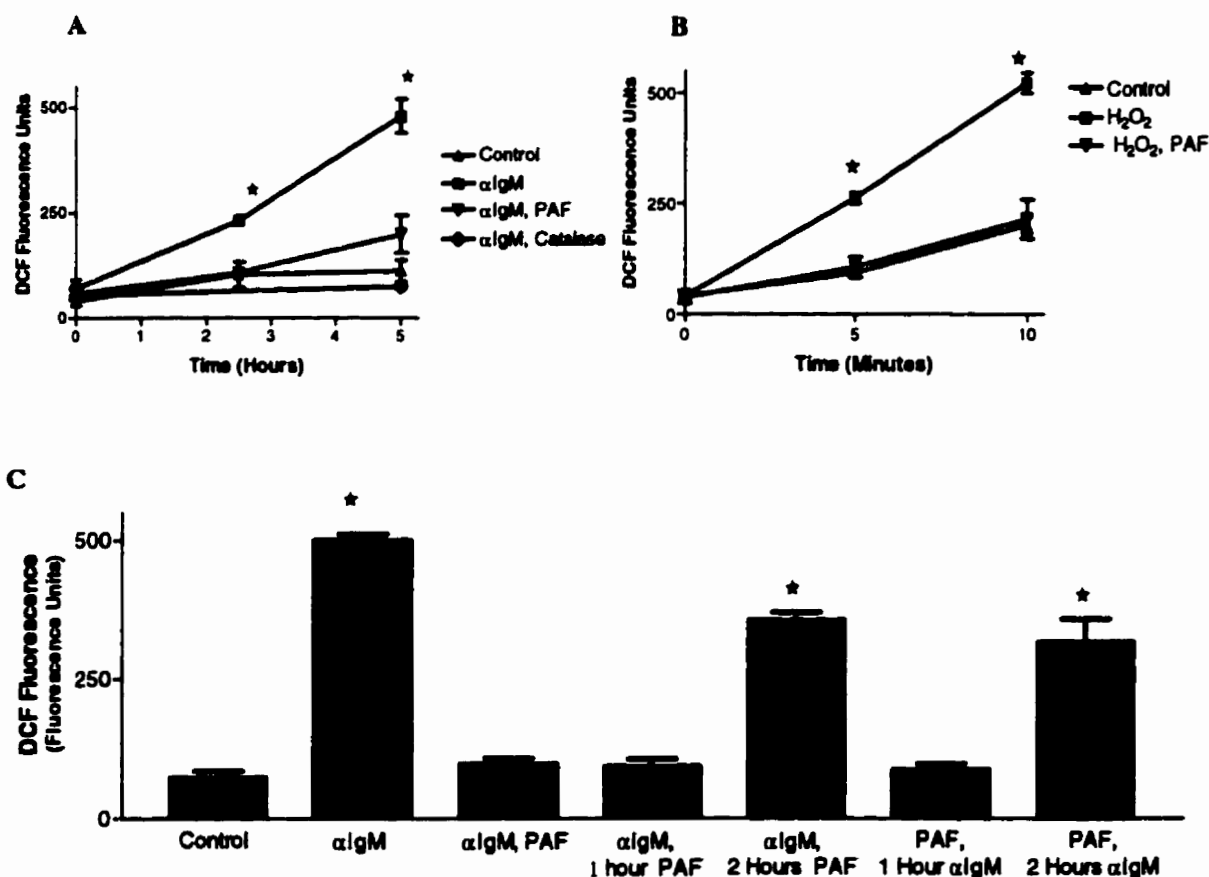 A
DCF Fluorescence Units
500
250
0
0 1 2 3 4 5
Time (Hours)
Control
αIgM
αIgM, PAF
αIgM, Catalase
B
DCF Fluorescence Units
500
250
0
0 5 10
Time (Minutes)
Control
H₂O₂
H₂O₂, PAF
C
DCF Fluorescence
(Fluorescence Units)
500
250
0
Control
αIgM
αIgM, PAF
αIgM,
1 hour PAF
αIgM,
2 Hours PAF
PAF,
1 Hour αIgM
PAF,
2 Hours αIgM